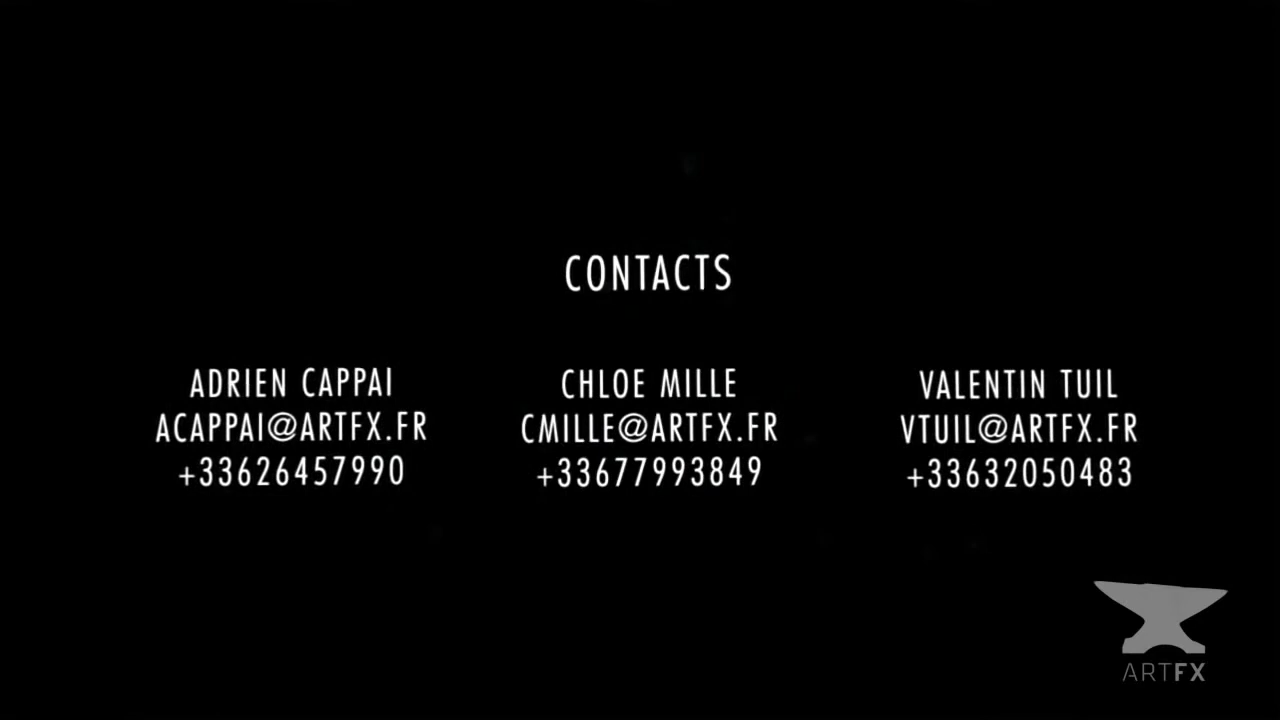 CONTACTS
ADRIEN CAPPAI
ACAPPAI@ARTFX.FR
+33626457990
CHLOE MILLE
CMILLE@ARTFX.FR
+33677993849
VALENTIN TUIL
VTUIL@ARTFX.FR
+33632050483
ARTFX